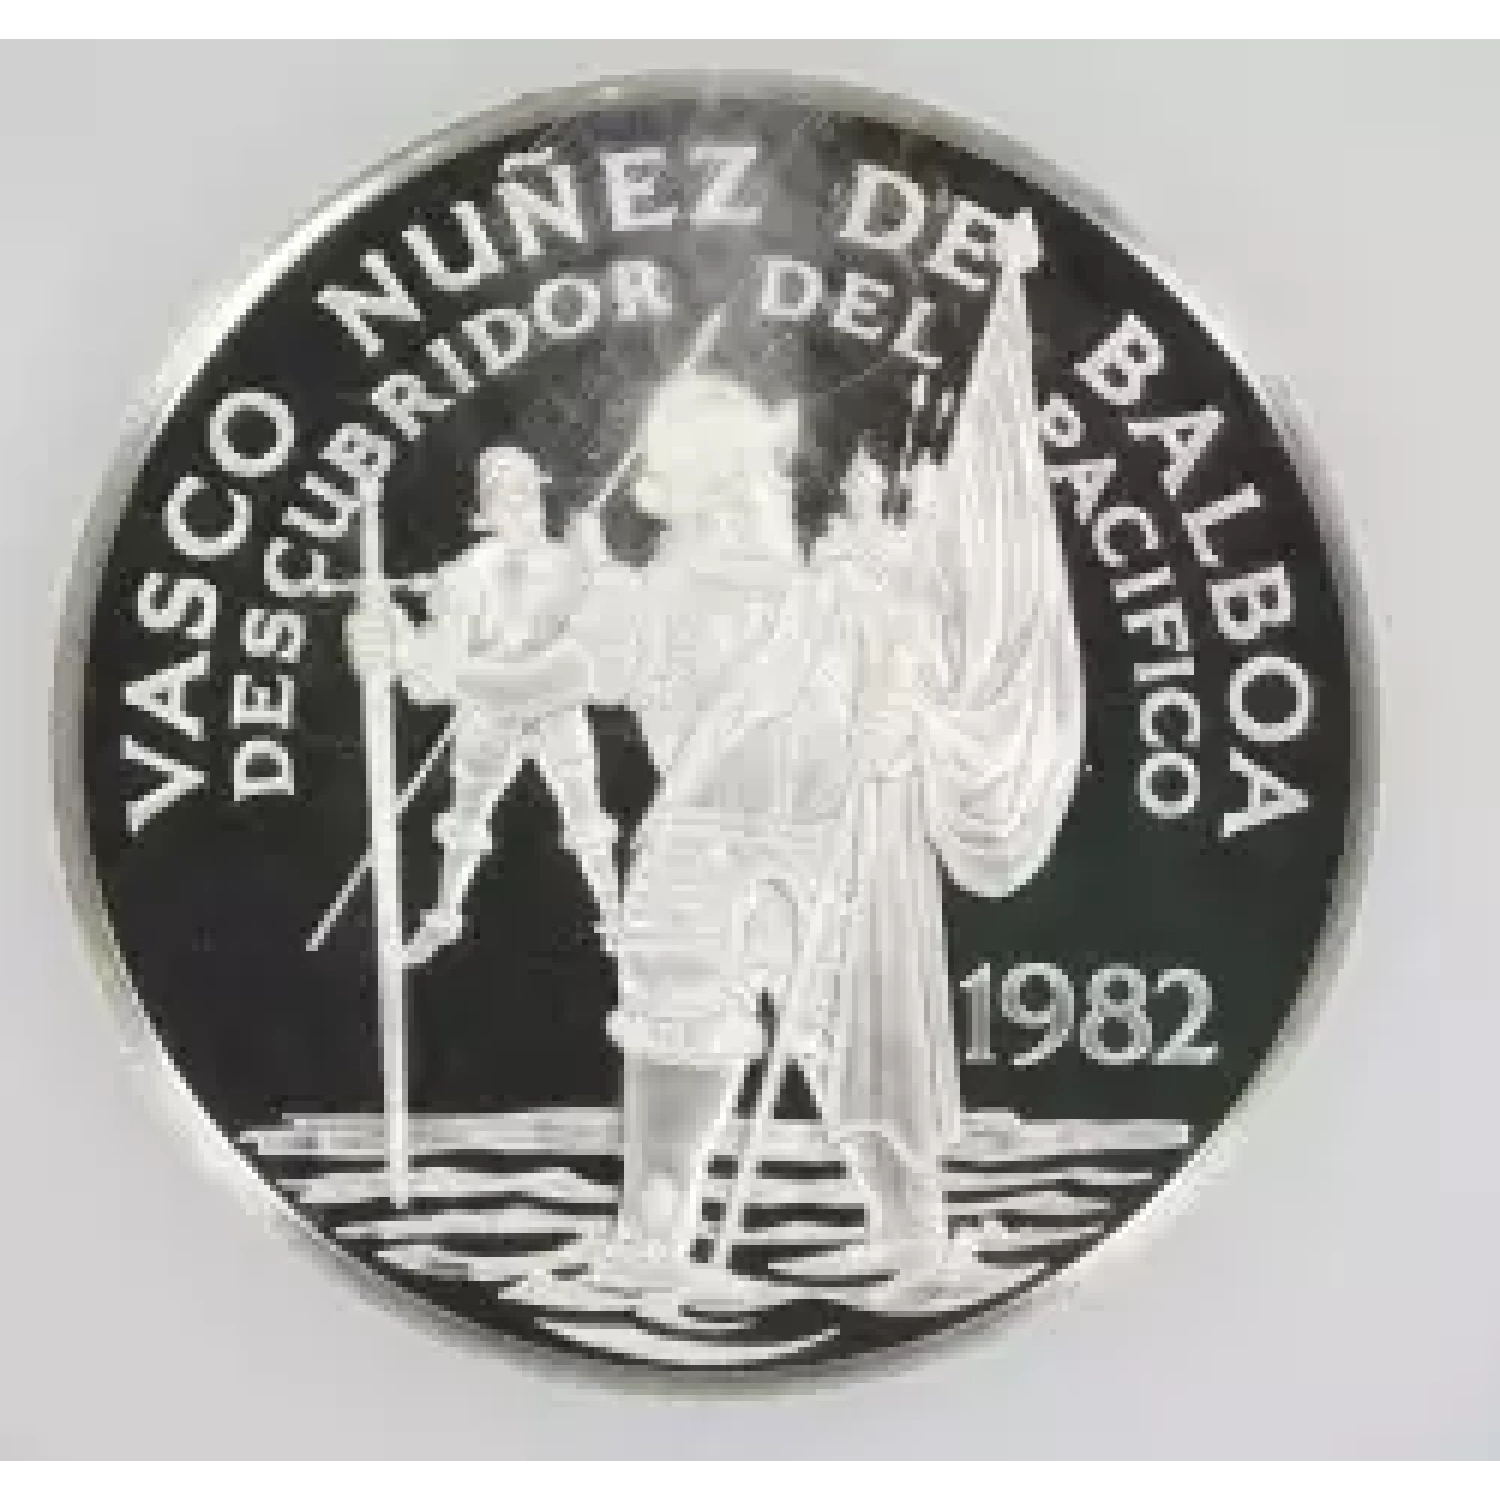 VASCO NUÑEZ DE BALBOA
DESCUBRIDOR DEL PACIFICO
1982